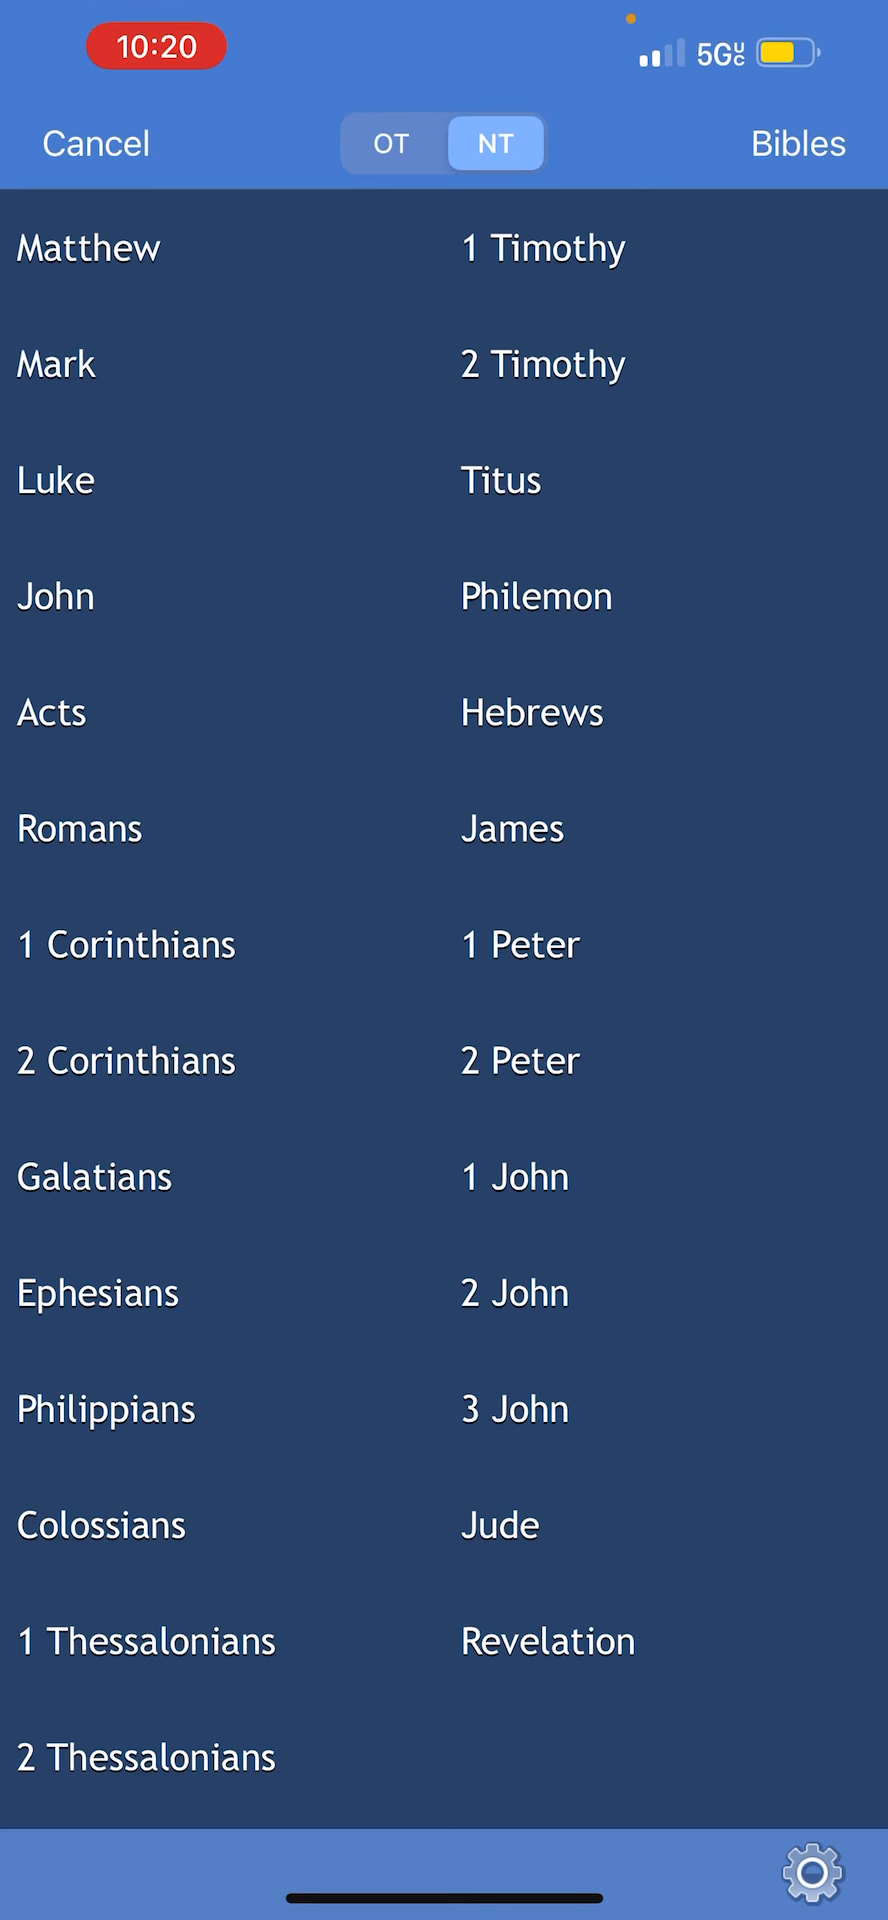 10:20
5G UC
Cancel
OT
NT
Bibles
Matthew
Mark
Luke
John
Acts
Romans
1 Corinthians
2 Corinthians
Galatians
Ephesians
Philippians
Colossians
1 Thessalonians
2 Thessalonians
1 Timothy
2 Timothy
Titus
Philemon
Hebrews
James
1 Peter
2 Peter
1 John
2 John
3 John
Jude
Revelation